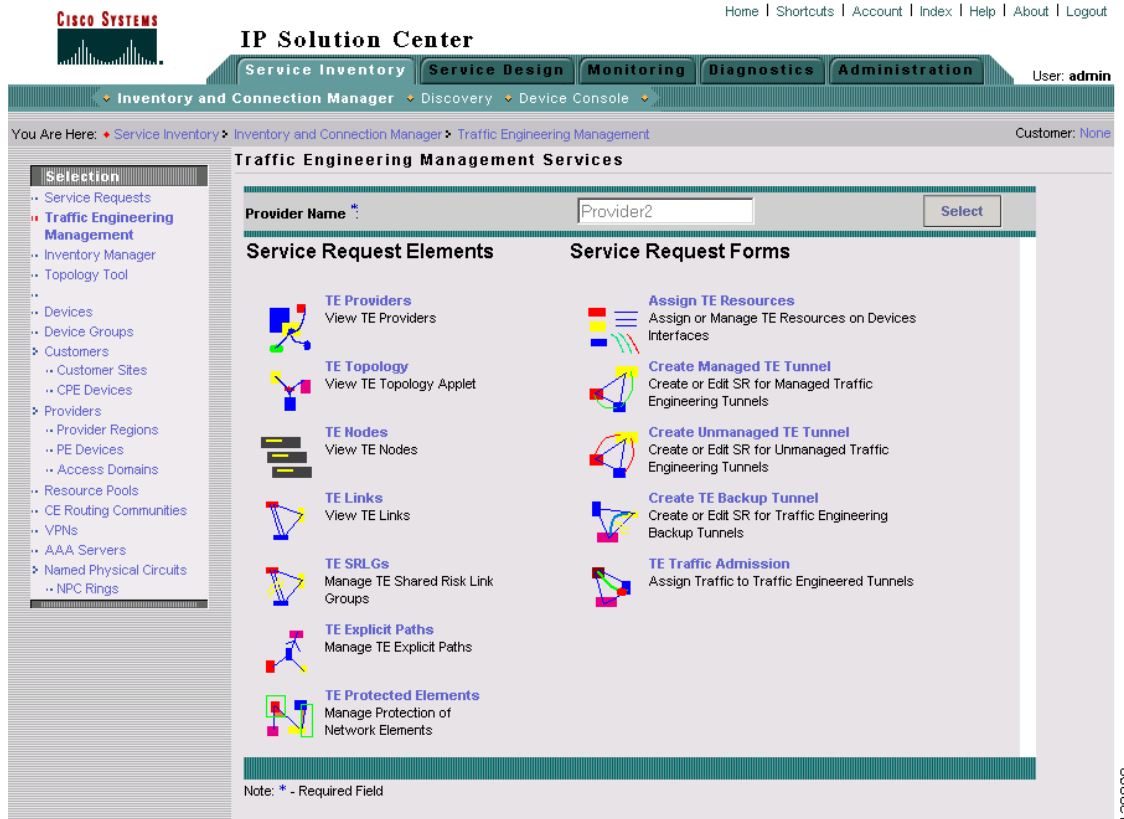 Home | Shortcuts | Account | Index | Help | About | Logout
CISCO SYSTEMS
IP Solution Center
Service Inventory Service Design Monitoring Diagnostics Administration
User: admin
Inventory and Connection Manager Discovery Device Console
You Are Here: Service Inventory Inventory and Connection Manager Traffic Engineering Management
Customer: None
Selection
Service Requests
Traffic Engineering
Management
Inventory Manager
Topology Tool
Devices
Device Groups
Customers
Customer Sites
CPE Devices
Providers
Provider Regions
PE Devices
Access Domains
Resource Pools
CE Routing Communities
VPNs
AAA Servers
Named Physical Circuits
NPC Rings
Traffic Engineering Management Services
Provider Name *: Provider2 Select
Service Request Elements
TE Providers
View TE Providers
TE Topology
View TE Topology Applet
TE Nodes
View TE Nodes
TE Links
View TE Links
TE SRLGs
Manage TE Shared Risk Link
Groups
TE Explicit Paths
Manage TE Explicit Paths
TE Protected Elements
Manage Protection of
Network Elements
Service Request Forms
Assign TE Resources
Assign or Manage TE Resources on Devices
Interfaces
Create Managed TE Tunnel
Create or Edit SR for Managed Traffic
Engineering Tunnels
Create Unmanaged TE Tunnel
Create or Edit SR for Unmanaged Traffic
Engineering Tunnels
Create TE Backup Tunnel
Create or Edit SR for Traffic Engineering
Backup Tunnels
TE Traffic Admission
Assign Traffic to Traffic Engineered Tunnels
Note: * - Required Field